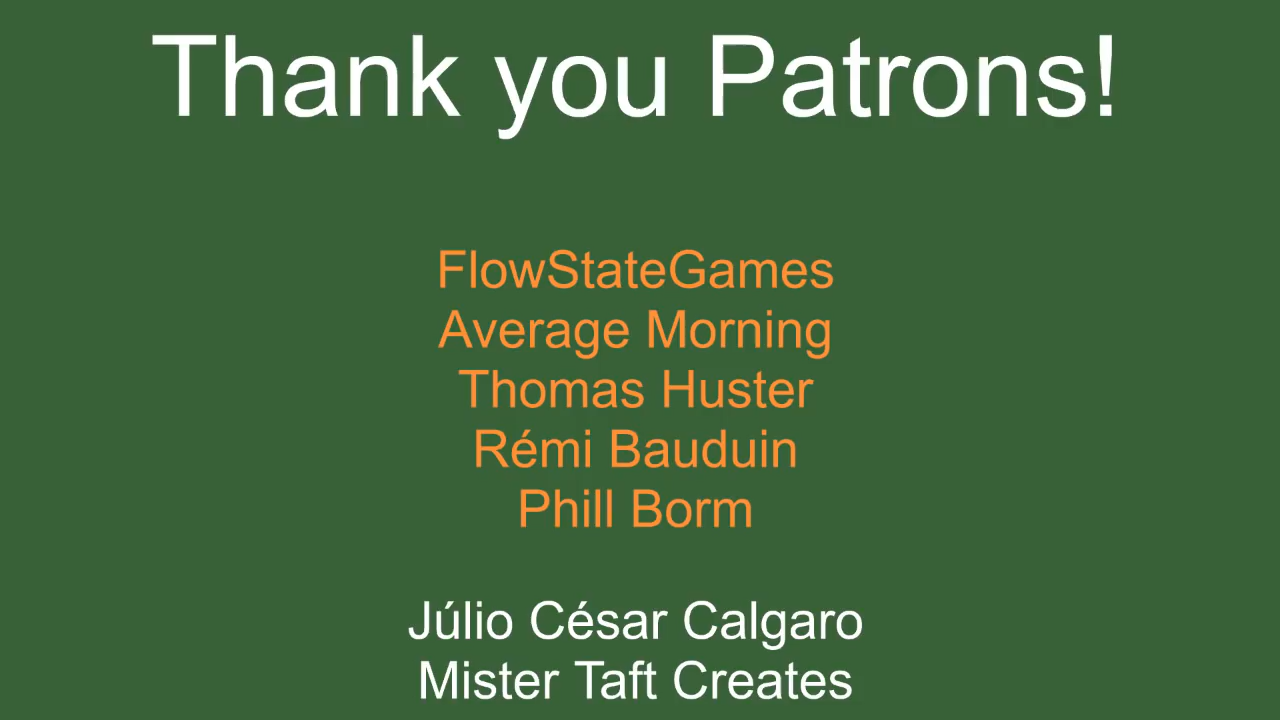 Thank you Patrons!
FlowStateGames
Average Morning
Thomas Huster
Rémi Bauduin
Phill Borm
Júlio César Calgaro
Mister Taft Creates